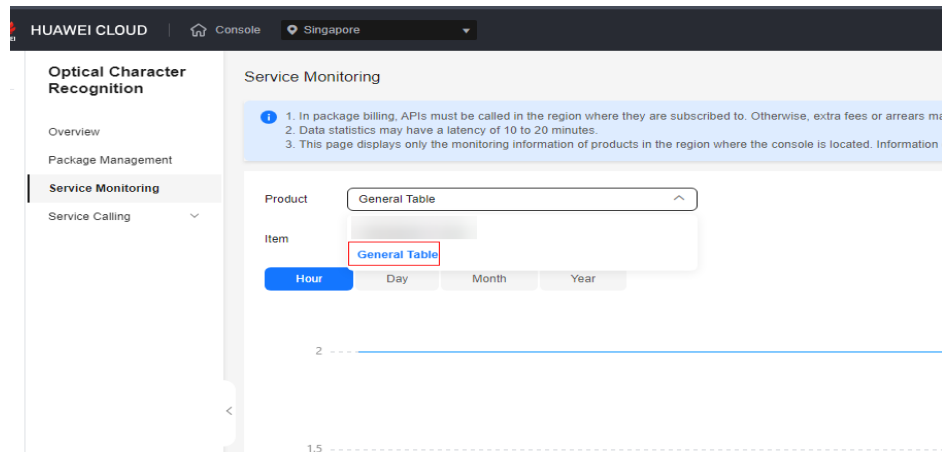 HUAWEI CLOUD
Console
Singapore
Optical Character
Recognition
Overview
Package Management
Service Monitoring
Service Calling
Service Monitoring
1. In package billing, APIs must be called in the region where they are subscribed to. Otherwise, extra fees or arrears
2. Data statistics may have a latency of 10 to 20 minutes.
3. This page displays only the monitoring information of products in the region where the console is located. Information
Product
General Table
Item
General Table
Hour
Day
Month
Year
2
1.5